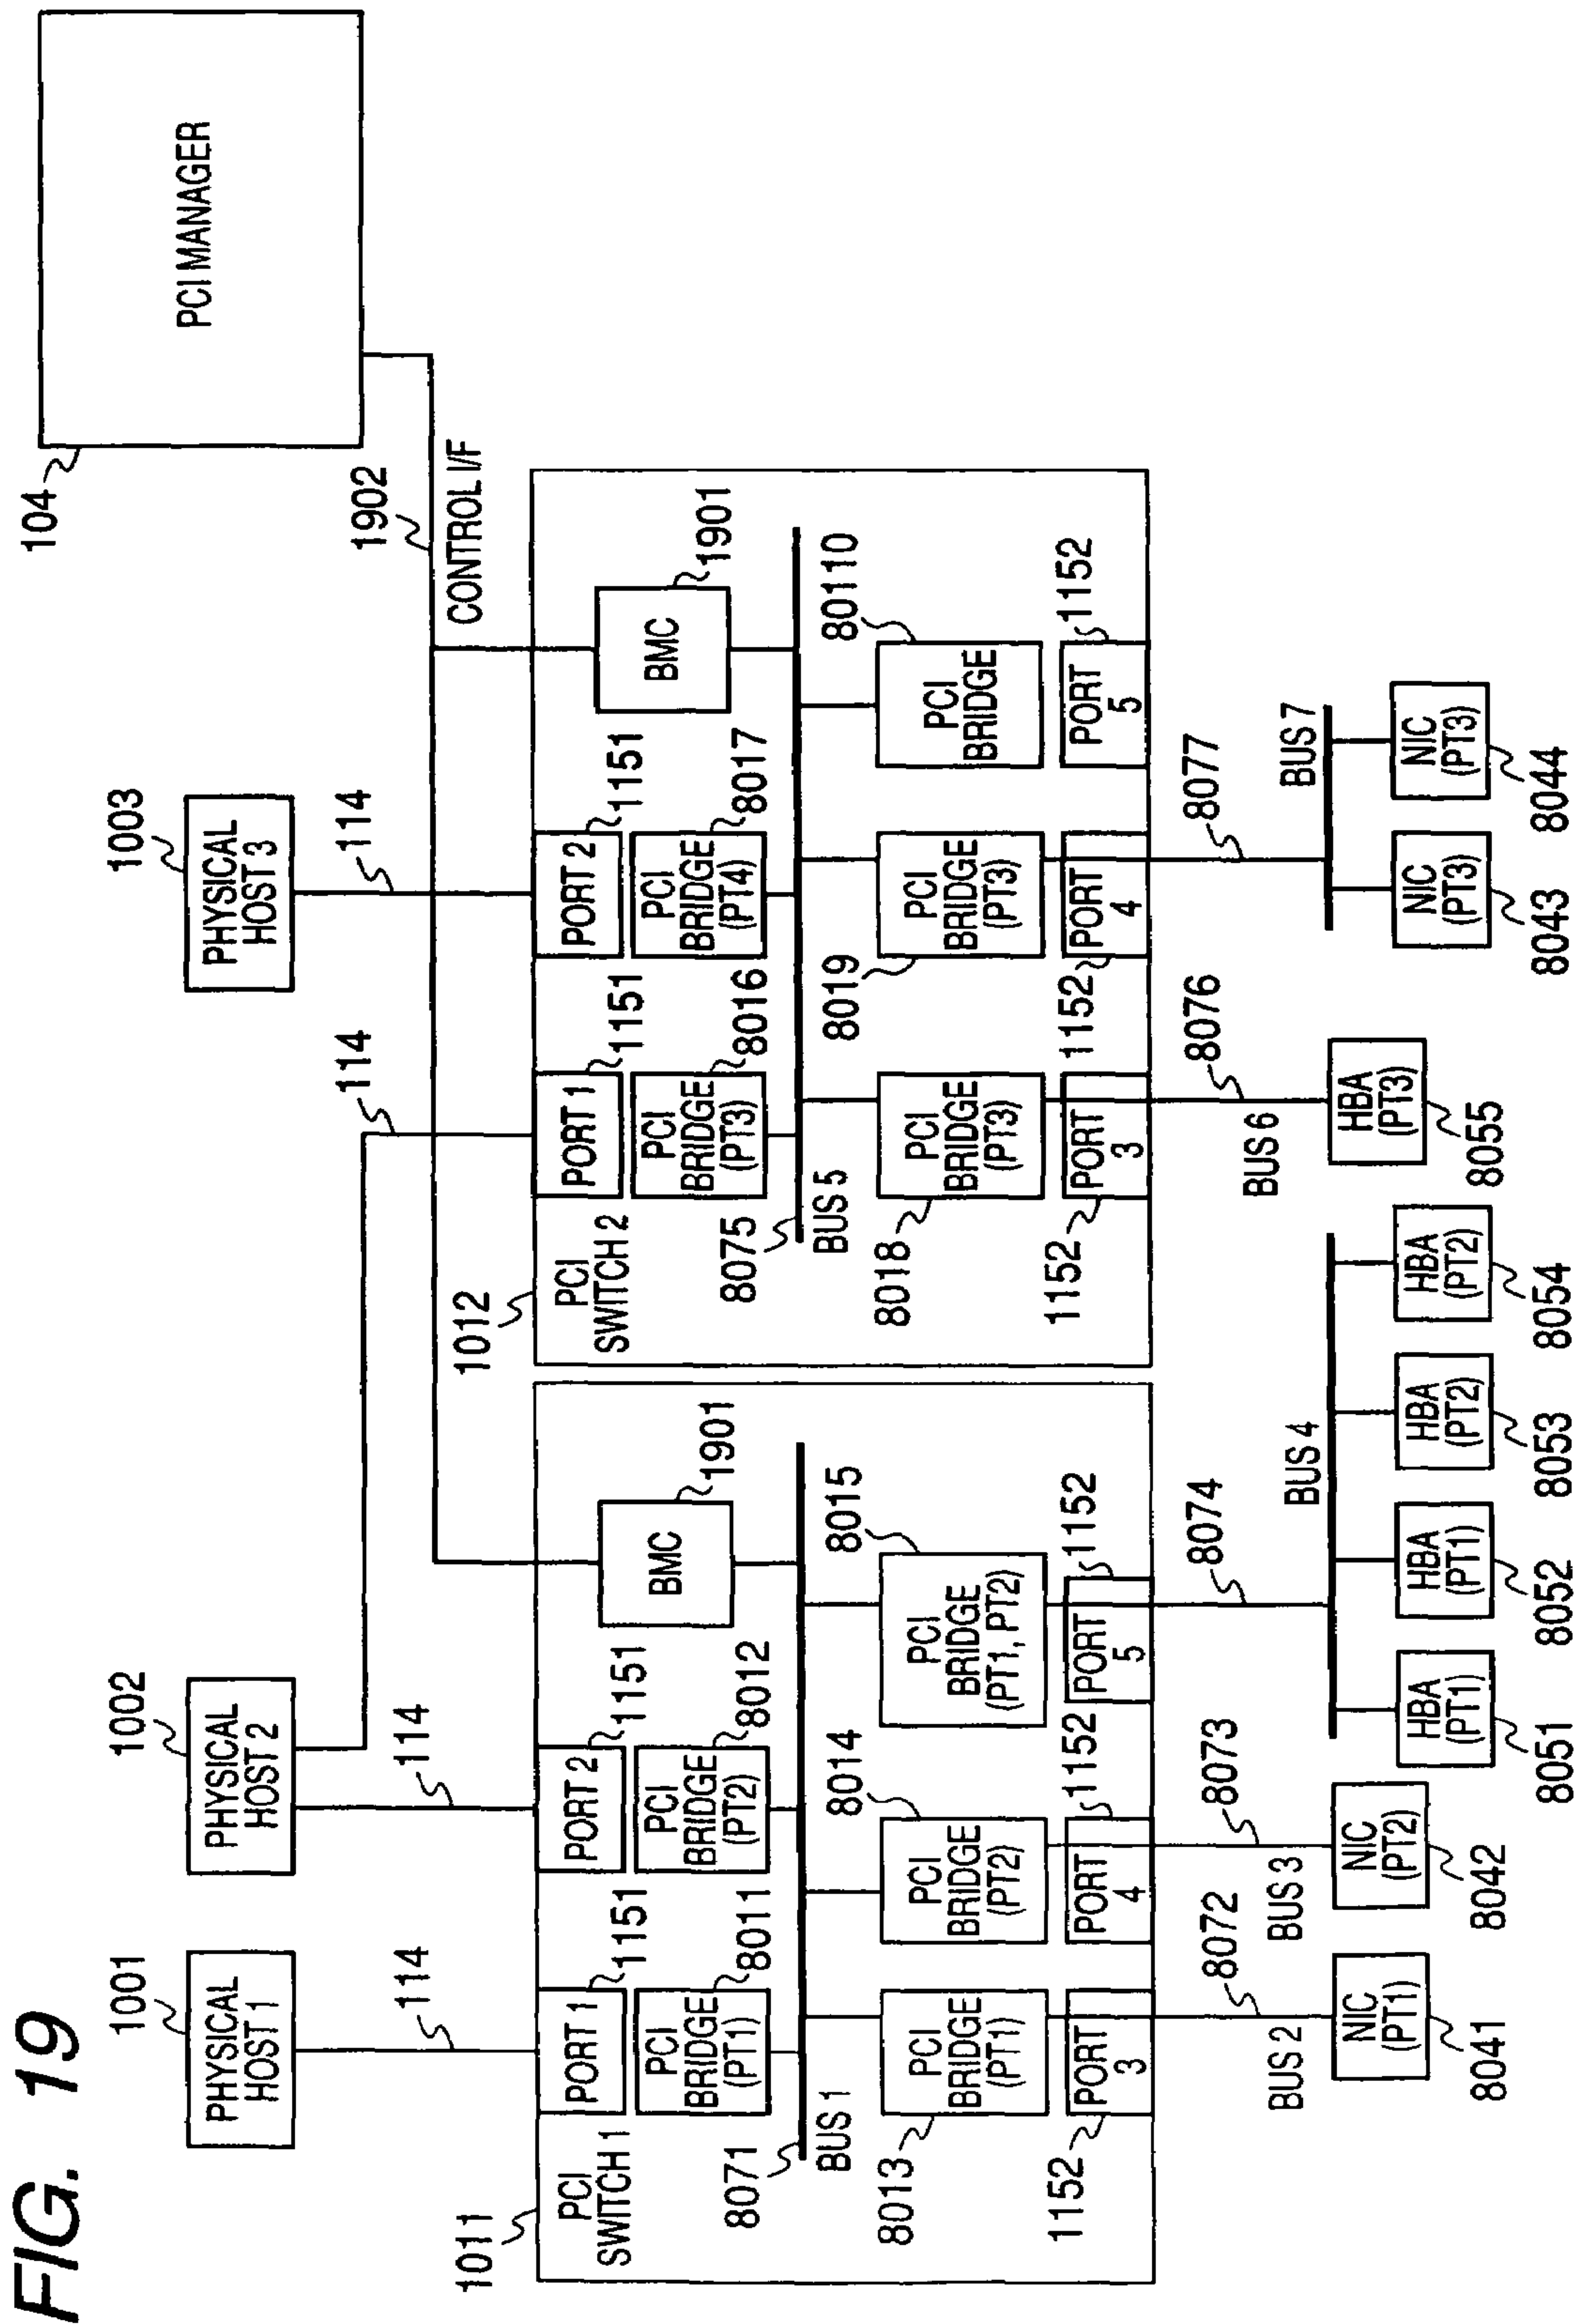 FIG. 19
104
PCI MANAGER
1902
CONTROL I/F
1001
PHYSICAL
HOST 1
114
1002
PHYSICAL
HOST 2
114
114
1003
PHYSICAL
HOST 3
114
1011
PCI
SWITCH 1
PORT 1
1151
PCI
BRIDGE
(PT1)
8011
PORT 2
1151
PCI
BRIDGE
(PT2)
8012
BMC
1901
8071
BUS 1
8013
PCI
BRIDGE
(PT1)
8014
PCI
BRIDGE
(PT2)
8015
PCI
BRIDGE
(PT1, PT2)
1152
PORT
3
1152
PORT
4
1152
PORT
5
8072
BUS 2
NIC
(PT1)
8041
8073
BUS 3
NIC
(PT2)
8042
8074
BUS 4
HBA
(PT1)
8051
HBA
(PT1)
8052
HBA
(PT2)
8053
HBA
(PT2)
8054
1012
PCI
SWITCH 2
PORT 1
1151
PCI
BRIDGE
(PT3)
8016
PORT 2
1151
PCI
BRIDGE
(PT4)
8017
BMC
1901
8075
BUS 5
8018
PCI
BRIDGE
(PT3)
8019
PCI
BRIDGE
(PT3)
80110
PCI
BRIDGE
1152
PORT
3
1152
PORT
4
1152
PORT
5
8076
BUS 6
HBA
(PT3)
8055
8077
BUS 7
NIC
(PT3)
8043
NIC
(PT3)
8044